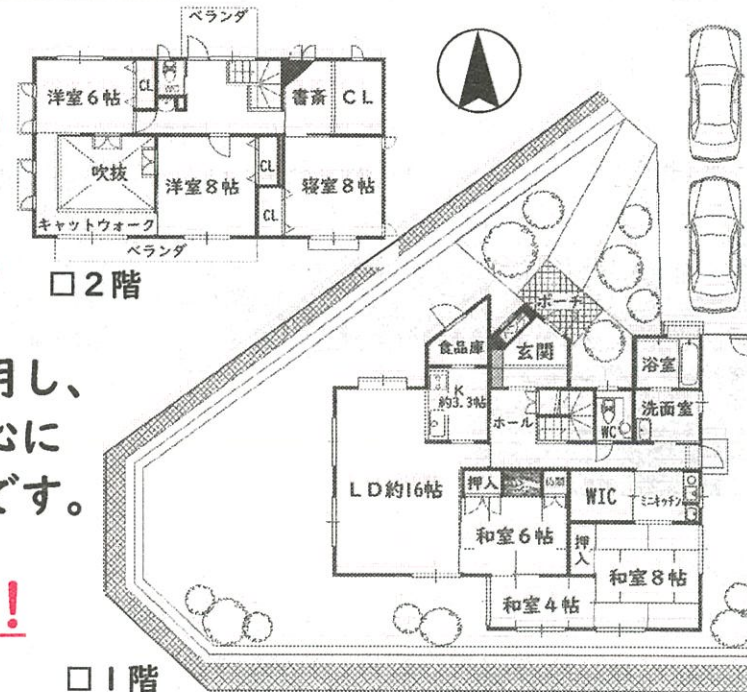 ベランダ
洋室6帖
CL
WC
書斎
CL
吹抜
洋室8帖
CL
CL
寝室8帖
キャットウォーク
ベランダ
□2階
用し、
心に
です。
!
ポーチ
食品庫
玄関
浴室
K
約3.3帖
ホール
WC
洗面室
LD約16帖
押入
WIC
ミニキッチン
和室6帖
押入
和室8帖
和室4帖
□1階